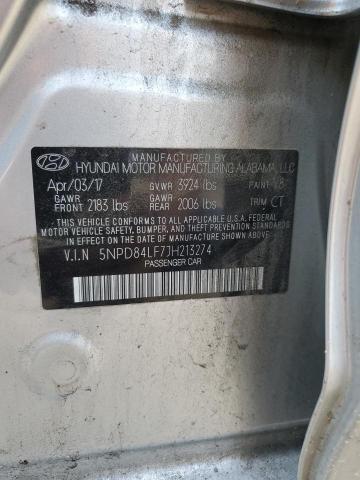 MANUFACTURED BY
HYUNDAI MOTOR MANUFACTURING ALABAMA, LLC
Apr/03/17 GVWR 3924 lbs PAINT V8
GAWR FRONT 2183 lbs GAWR REAR 2006 lbs TRIM CT
THIS VEHICLE CONFORMS TO ALL APPLICABLE U.S.A. FEDERAL
MOTOR VEHICLE SAFETY, BUMPER, AND THEFT PREVENTION
STANDARDS IN EFFECT ON THE DATE OF MANUFACTURE SHOWN ABOVE.
V.I.N 5NPD84LF7JH213274
PASSENGER CAR